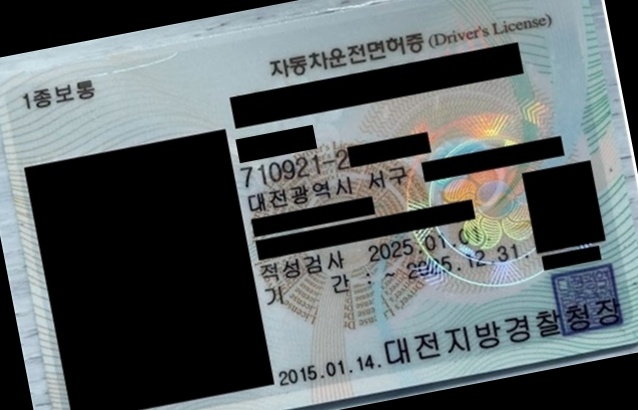 자동차운전면허증 (Driver's License)
1종보통
710921-2
대전광역시 서구
적성검사 2025.01.0
기 간 : ~ 2025.12.31.
2015.01.14. 대전지방경찰청장